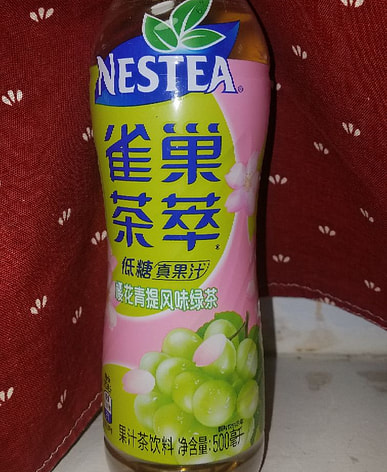 NESTEA®
雀巢
茶萃
低糖 真果汁
樱花青提风味绿茶
果汁茶饮料 净含量:500毫升